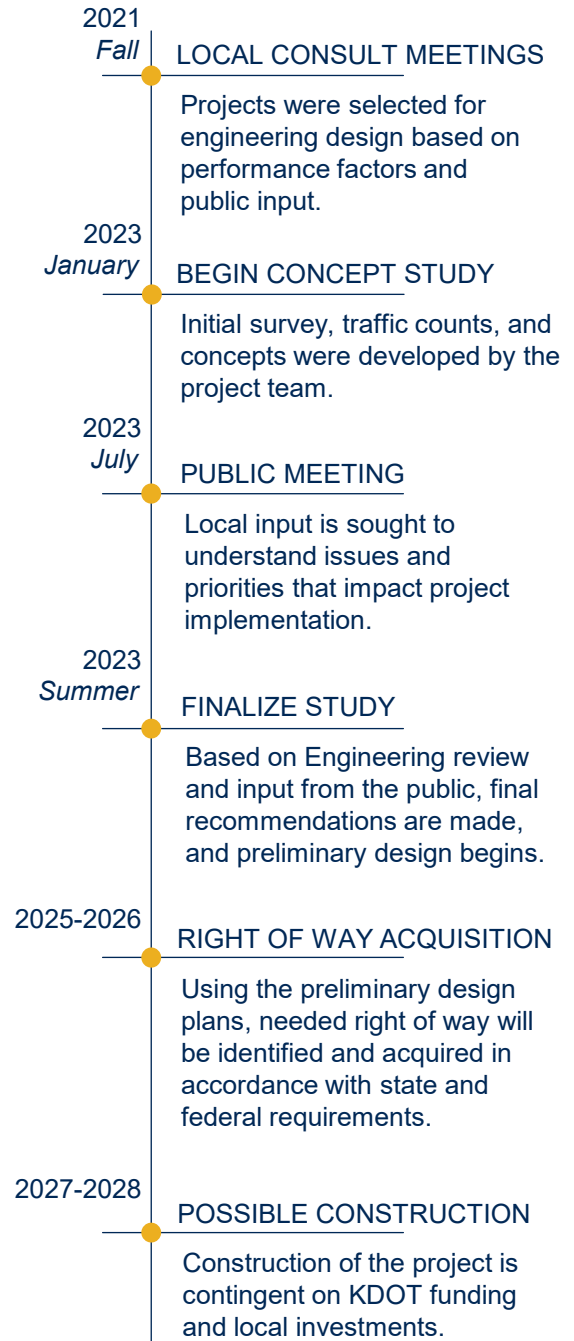 2021
Fall
LOCAL CONSULT MEETINGS
Projects were selected for
engineering design based on
performance factors and
public input.
2023
January
BEGIN CONCEPT STUDY
Initial survey, traffic counts, and
concepts were developed by the
project team.
2023
July
PUBLIC MEETING
Local input is sought to
understand issues and
priorities that impact project
implementation.
2023
Summer
FINALIZE STUDY
Based on Engineering review
and input from the public, final
recommendations are made,
and preliminary design begins.
2025-2026
RIGHT OF WAY ACQUISITION
Using the preliminary design
plans, needed right of way will
be identified and acquired in
accordance with state and
federal requirements.
2027-2028
POSSIBLE CONSTRUCTION
Construction of the project is
contingent on KDOT funding
and local investments.